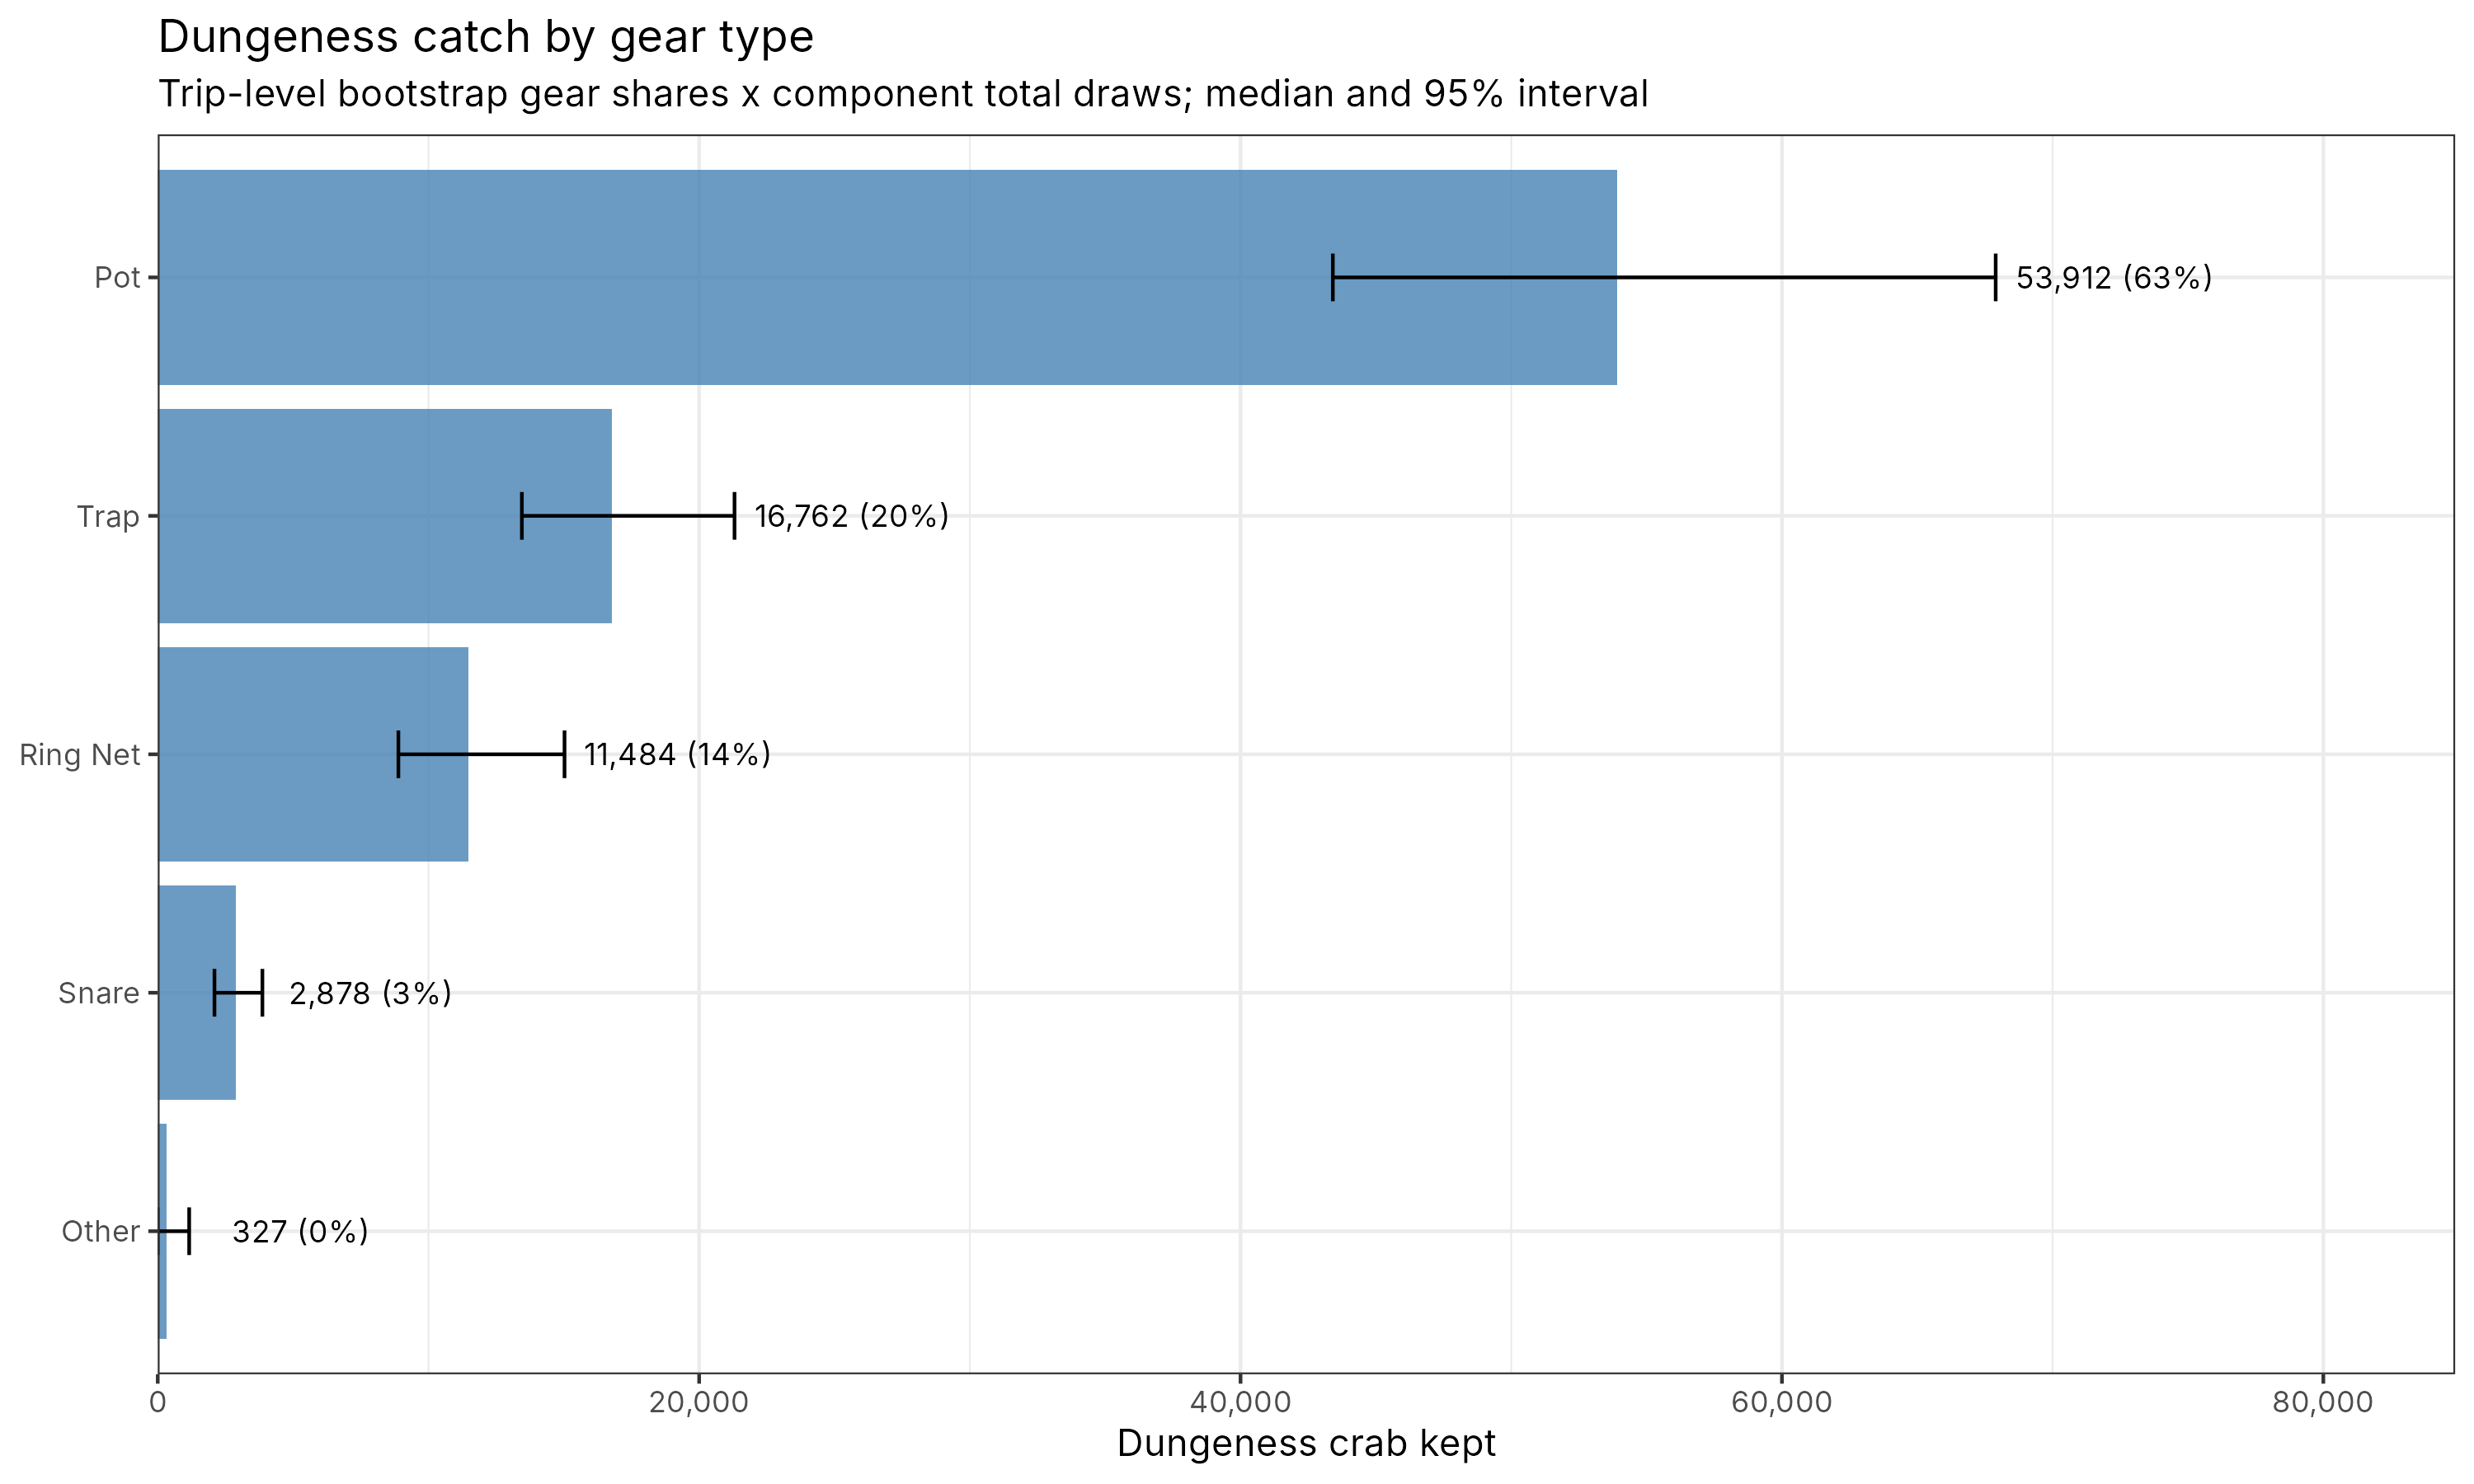 Dungeness catch by gear type
Trip-level bootstrap gear shares x component total draws; median and 95% interval
Pot
53,912 (63%)
Trap
16,762 (20%)
Ring Net
11,484 (14%)
Snare
2,878 (3%)
Other
327 (0%)
0 20,000 40,000 60,000 80,000
Dungeness crab kept